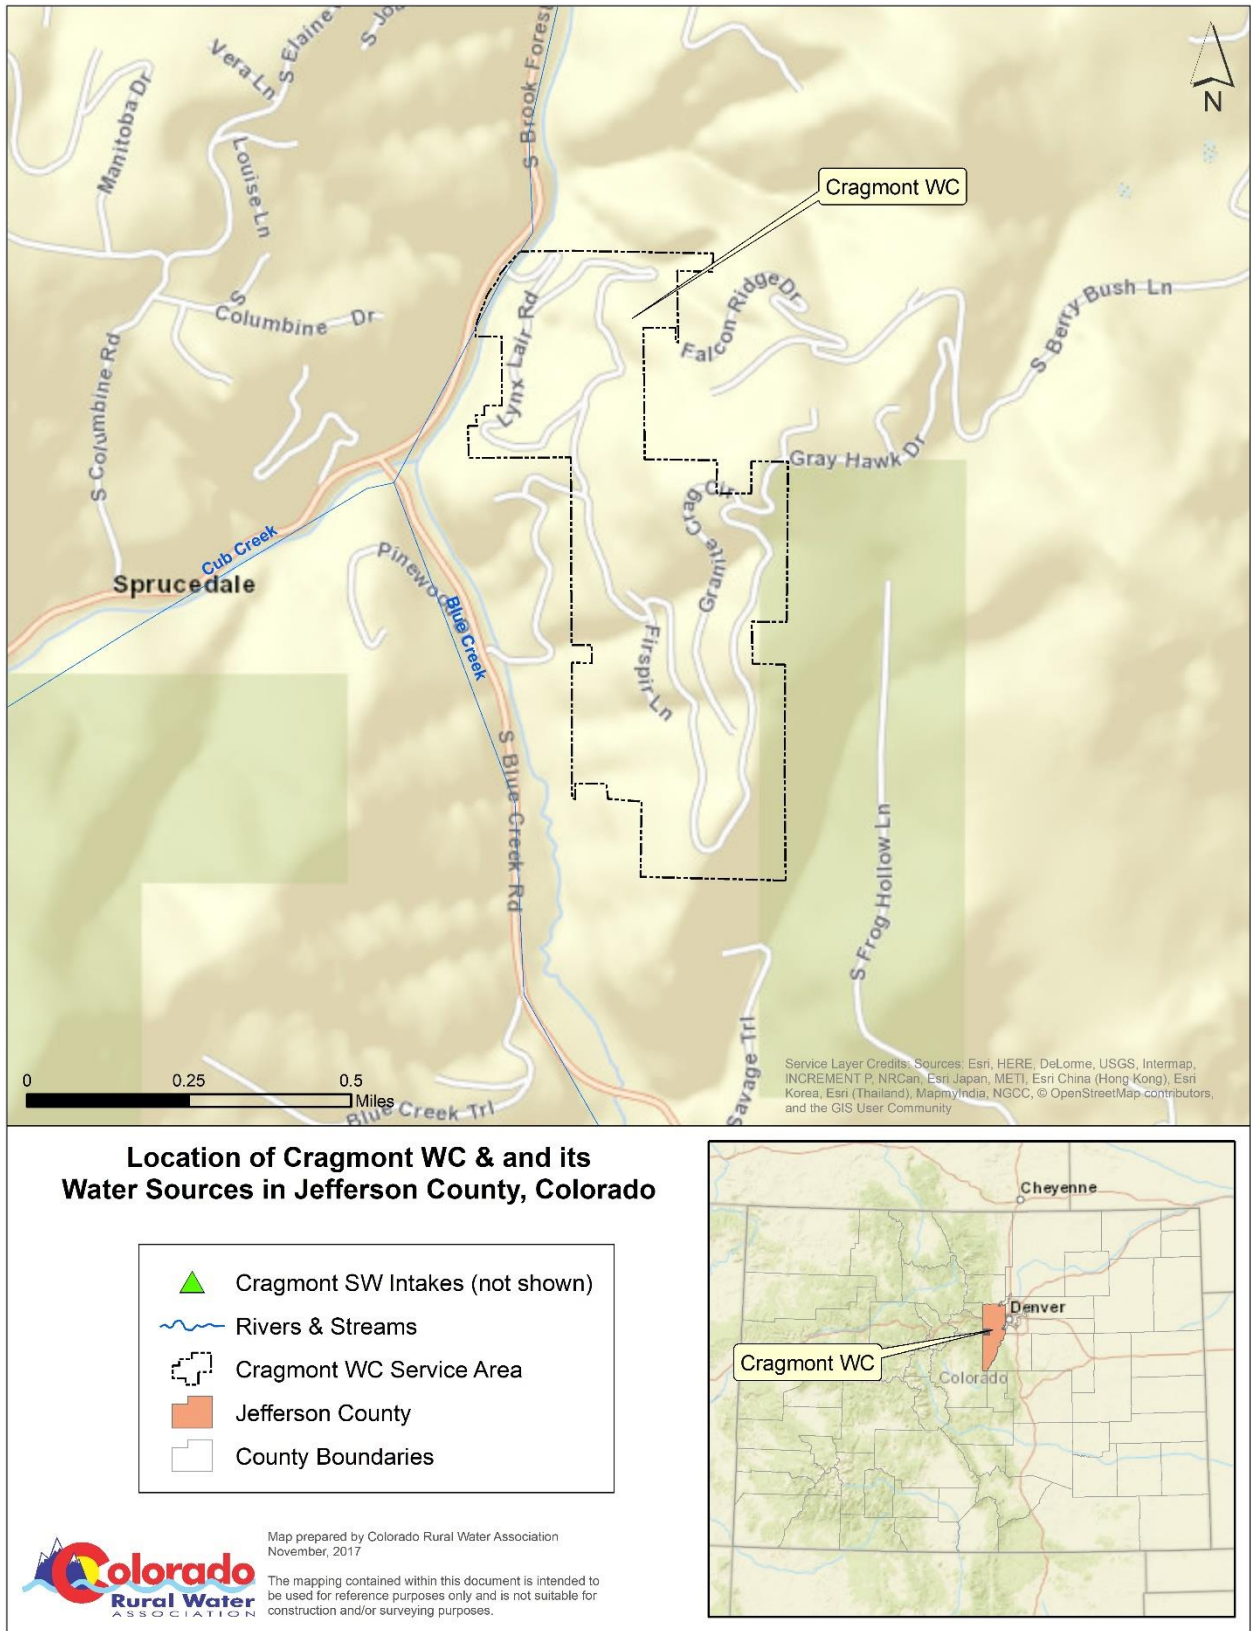 S Joh
S Elaine
Vera Ln
Manitoba Dr
Louise Ln
S Brook Forest
N
Cragmont WC
S Columbine Dr
S Columbine Rd
Lynx Lair Rd
Falcon Ridge Dr
S Berry Bush Ln
Gray Hawk Dr
Granite Crag Cir
Cub Creek
Sprucedale
Pinewood
Blue Creek
Firspir Ln
S Blue Creek Rd
S Frog Hollow Ln
Savage Trl
Blue Creek Trl
0 0.25 0.5
Miles
Service Layer Credits: Sources: Esri, HERE, DeLorme, USGS, Intermap,
INCREMENT P, NRCan, Esri Japan, METI, Esri China (Hong Kong), Esri
Korea, Esri (Thailand), MapmyIndia, NGCC, © OpenStreetMap contributors,
and the GIS User Community
Location of Cragmont WC & and its
Water Sources in Jefferson County, Colorado
Cragmont SW Intakes (not shown)
Rivers & Streams
Cragmont WC Service Area
Jefferson County
County Boundaries
Cheyenne
Denver
Cragmont WC
Colorado
Colorado
Rural Water
ASSOCIATION
Map prepared by Colorado Rural Water Association
November, 2017
The mapping contained within this document is intended to
be used for reference purposes only and is not suitable for
construction and/or surveying purposes.